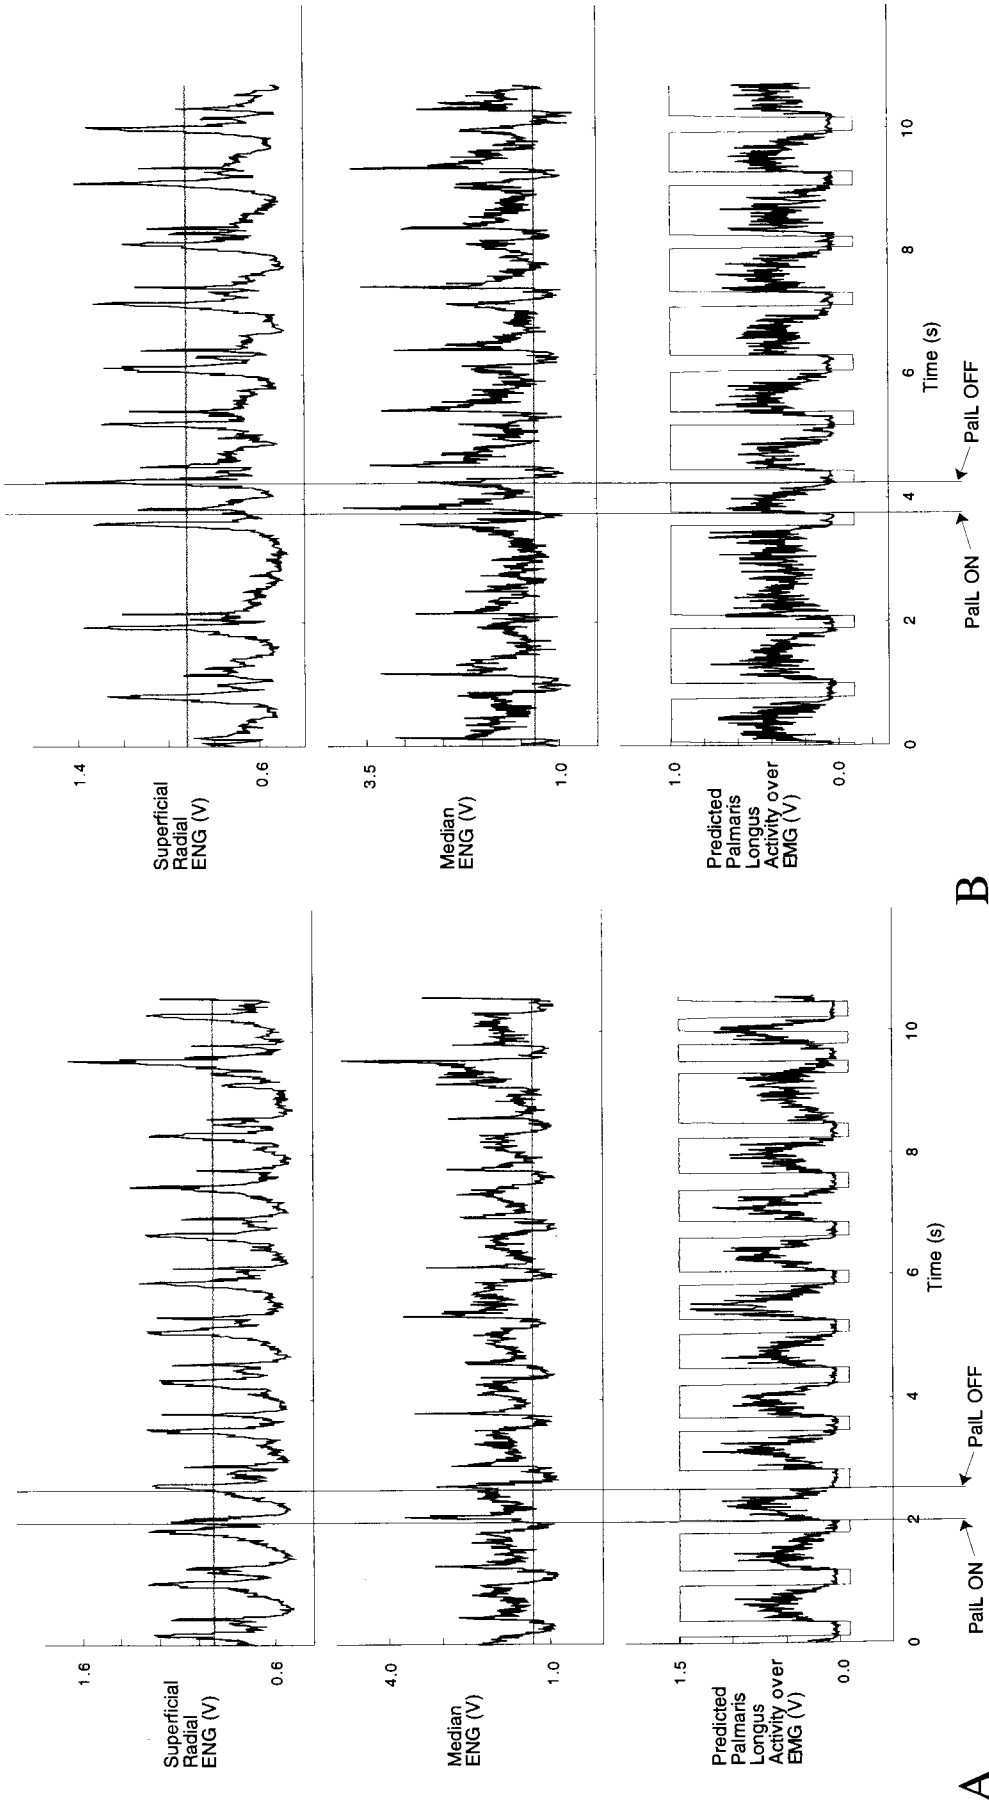 A
1.6
0.6
Superficial
Radial
ENG (V)
4.0
1.0
Median
ENG (V)
1.5
0.0
Predicted
Palmaris
Longus
Activity over
EMG (V)
0
2
4
6
8
10
Time (s)
PalL ON
PalL OFF
B
1.4
0.6
Superficial
Radial
ENG (V)
3.5
1.0
Median
ENG (V)
1.0
0.0
Predicted
Palmaris
Longus
Activity over
EMG (V)
0
2
4
6
8
10
Time (s)
PalL ON
PalL OFF